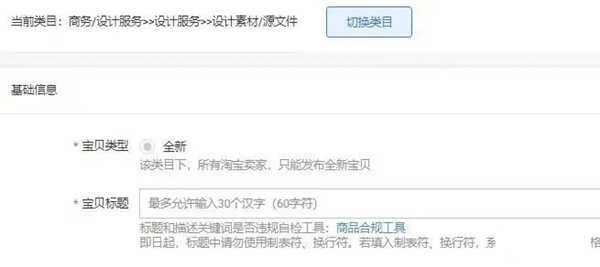 当前类目：商务/设计服务>>设计服务>>设计素材/源文件 切换类目
基础信息
* 宝贝类型 全新
该类目下，所有淘宝卖家，只能发布全新宝贝
* 宝贝标题 最多允许输入30个汉字（60字符）
标题和描述关键词是否违规自检工具：商品合规工具
即日起，标题中请勿使用制表符、换行符。若填入制表符、换行符，系 格